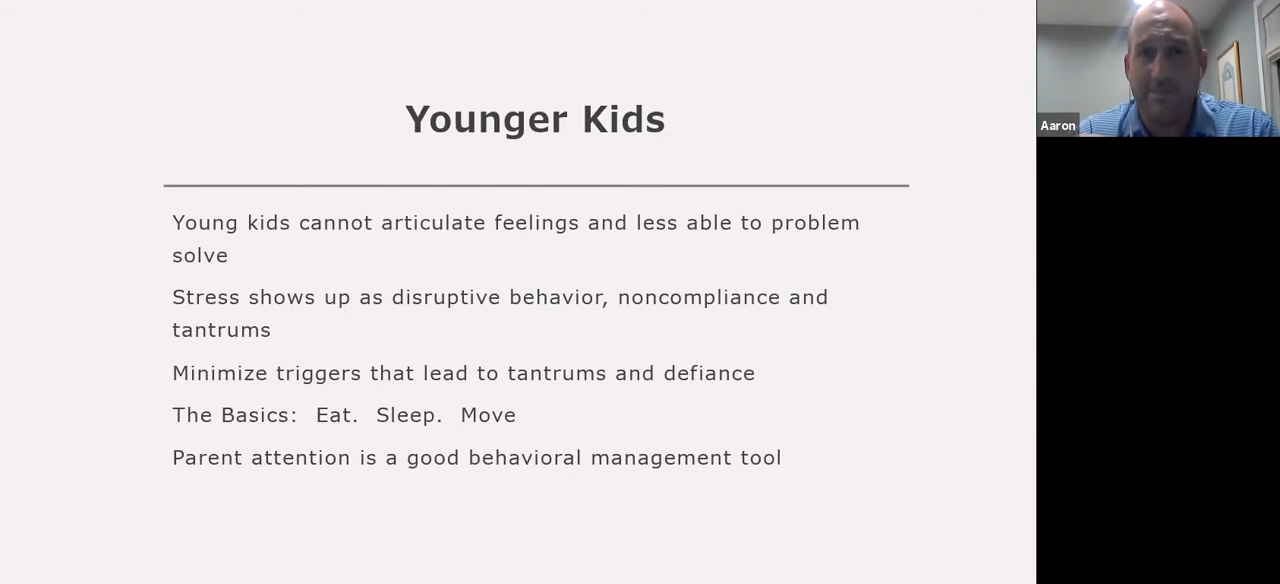 Younger Kids
Young kids cannot articulate feelings and less able to problem
solve
Stress shows up as disruptive behavior, noncompliance and
tantrums
Minimize triggers that lead to tantrums and defiance
The Basics:  Eat.  Sleep.  Move
Parent attention is a good behavioral management tool
Aaron